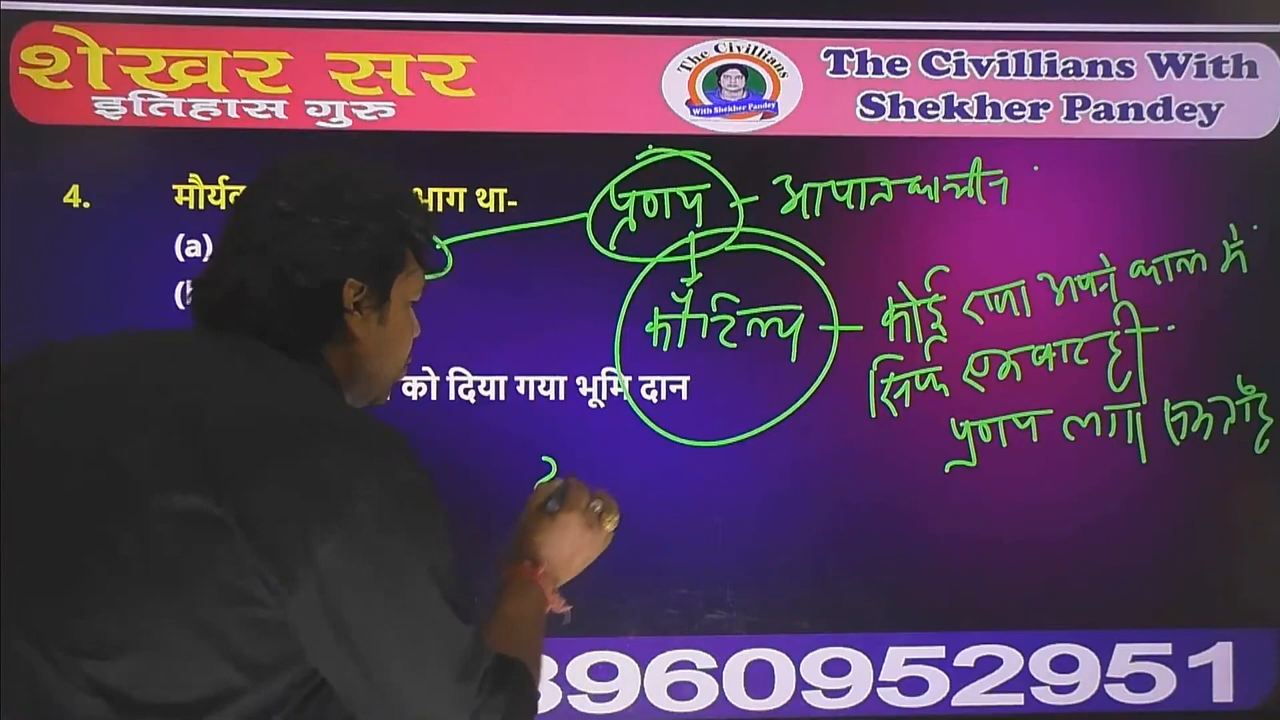 शेखर सर
इतिहास गुरु
The Civillians
With Shekher Pandey
The Civillians With
Shekher Pandey
4. भाग था-
(a)
प्रणय - आपातकालीन
कौटिल्य - कोई राजा अपने काल में
सिर्फ एक बार ही
प्रणय लगा सकता है
को दिया गया भूमि दान
8960952951